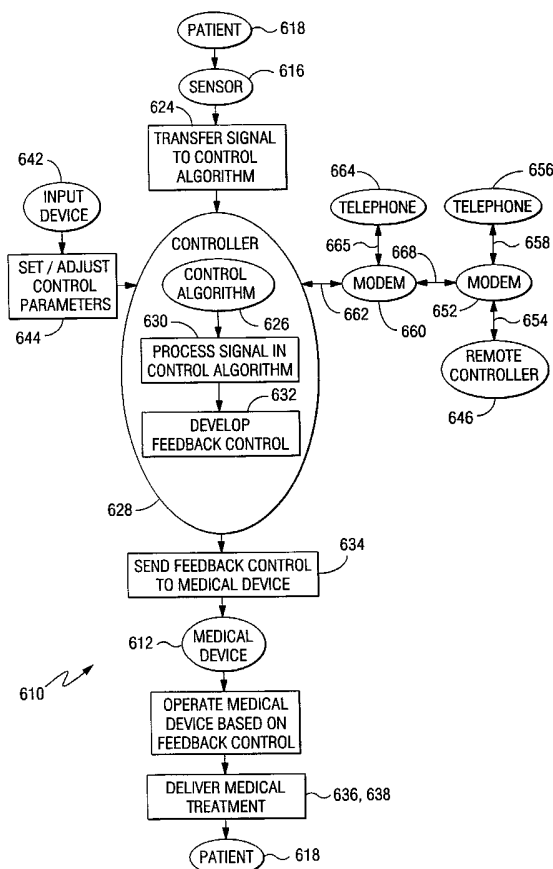 PATIENT
618
SENSOR
616
624
TRANSFER SIGNAL
TO CONTROL
ALGORITHM
642
INPUT
DEVICE
SET / ADJUST
CONTROL
PARAMETERS
644
CONTROLLER
CONTROL
ALGORITHM
626
630
PROCESS SIGNAL IN
CONTROL ALGORITHM
632
DEVELOP
FEEDBACK CONTROL
628
664
TELEPHONE
665
MODEM
660
662
668
656
TELEPHONE
658
MODEM
652
654
REMOTE
CONTROLLER
646
SEND FEEDBACK CONTROL
TO MEDICAL DEVICE
634
612
MEDICAL
DEVICE
610
OPERATE MEDICAL
DEVICE BASED ON
FEEDBACK CONTROL
DELIVER MEDICAL
TREATMENT
636, 638
PATIENT
618